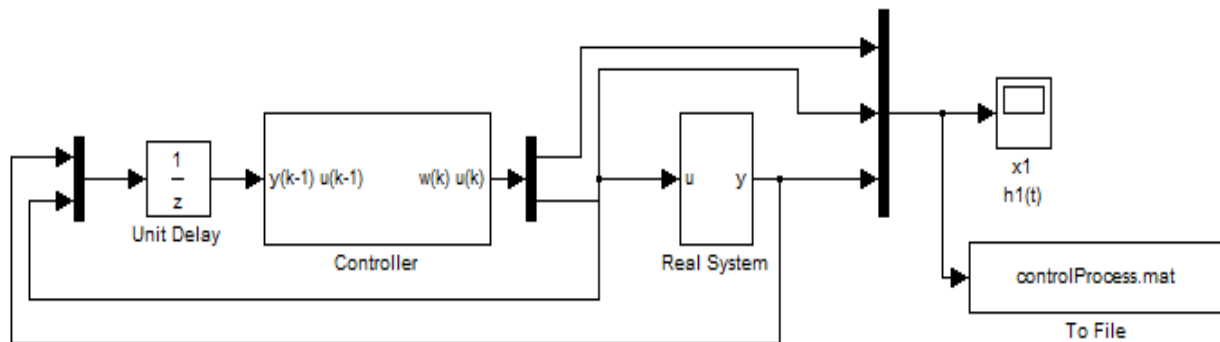 1
z
Unit Delay
y(k-1) u(k-1)
w(k) u(k)
Controller
u
y
Real System
x1
h1(t)
controlProcess.mat
To File